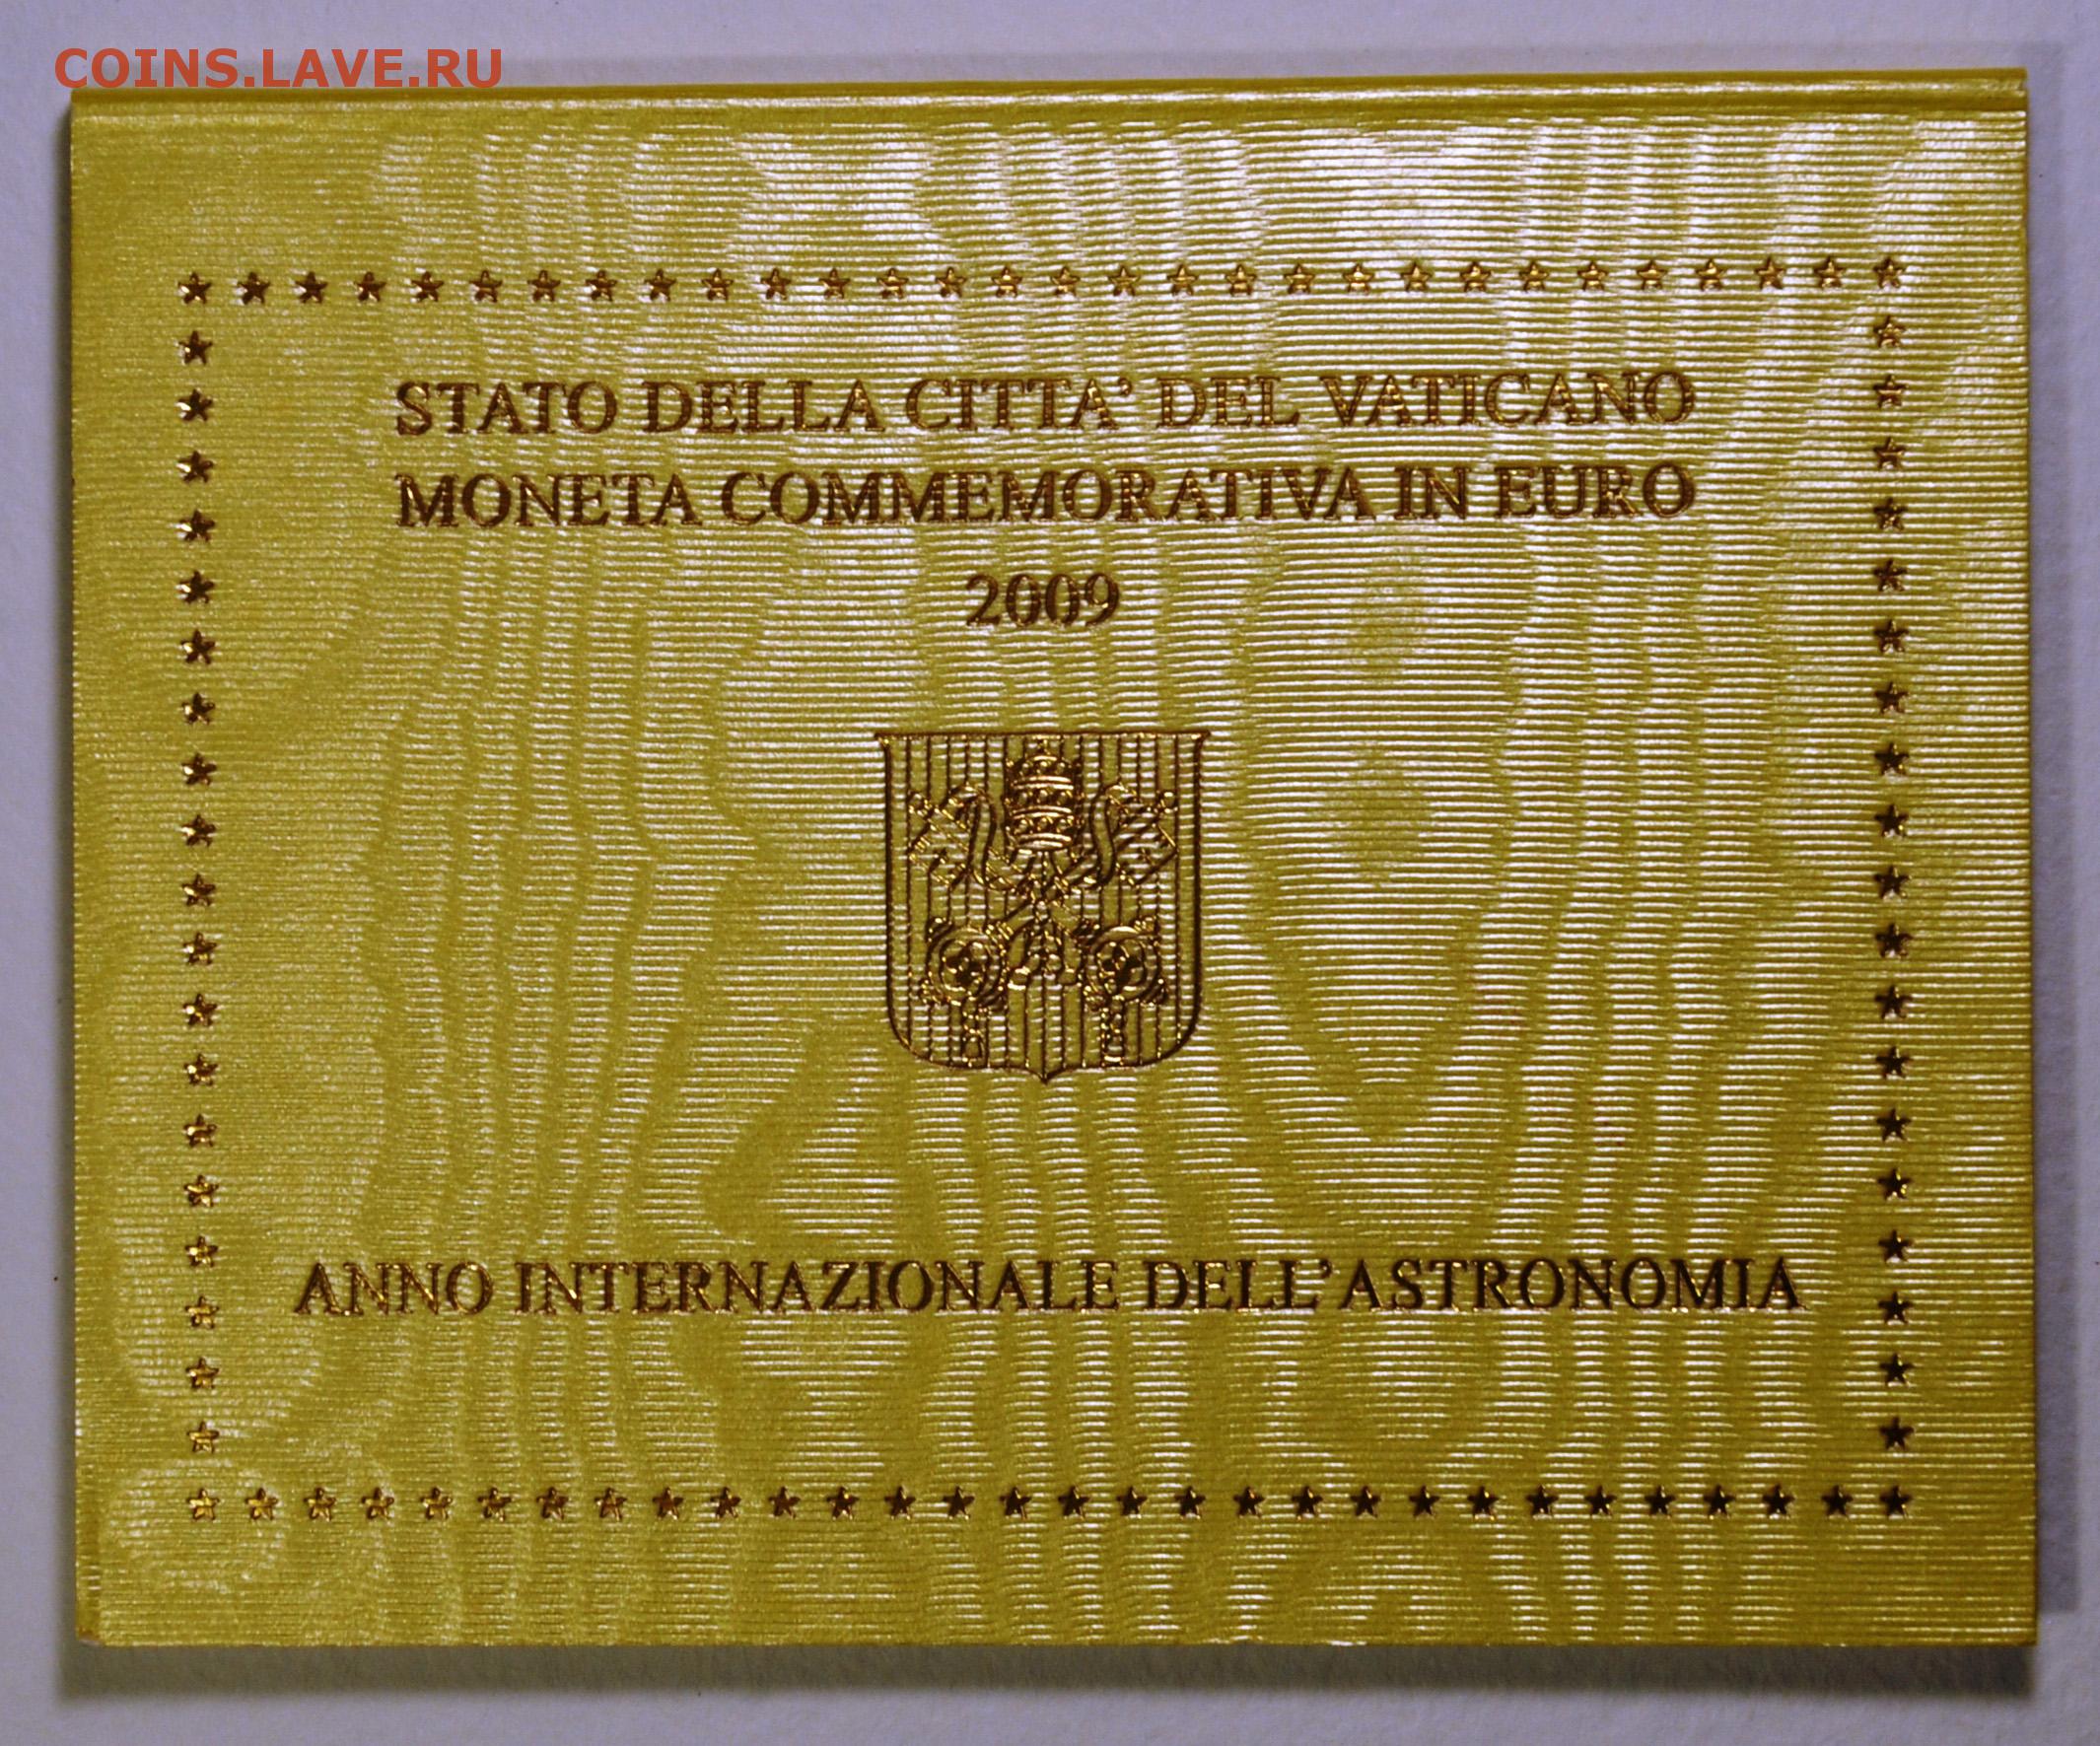 COINS.LAVE.RU
STATO DELLA CITTA' DEL VATICANO
MONETA COMMEMORATIVA IN EURO
2009
ANNO INTERNAZIONALE DELL'ASTRONOMIA